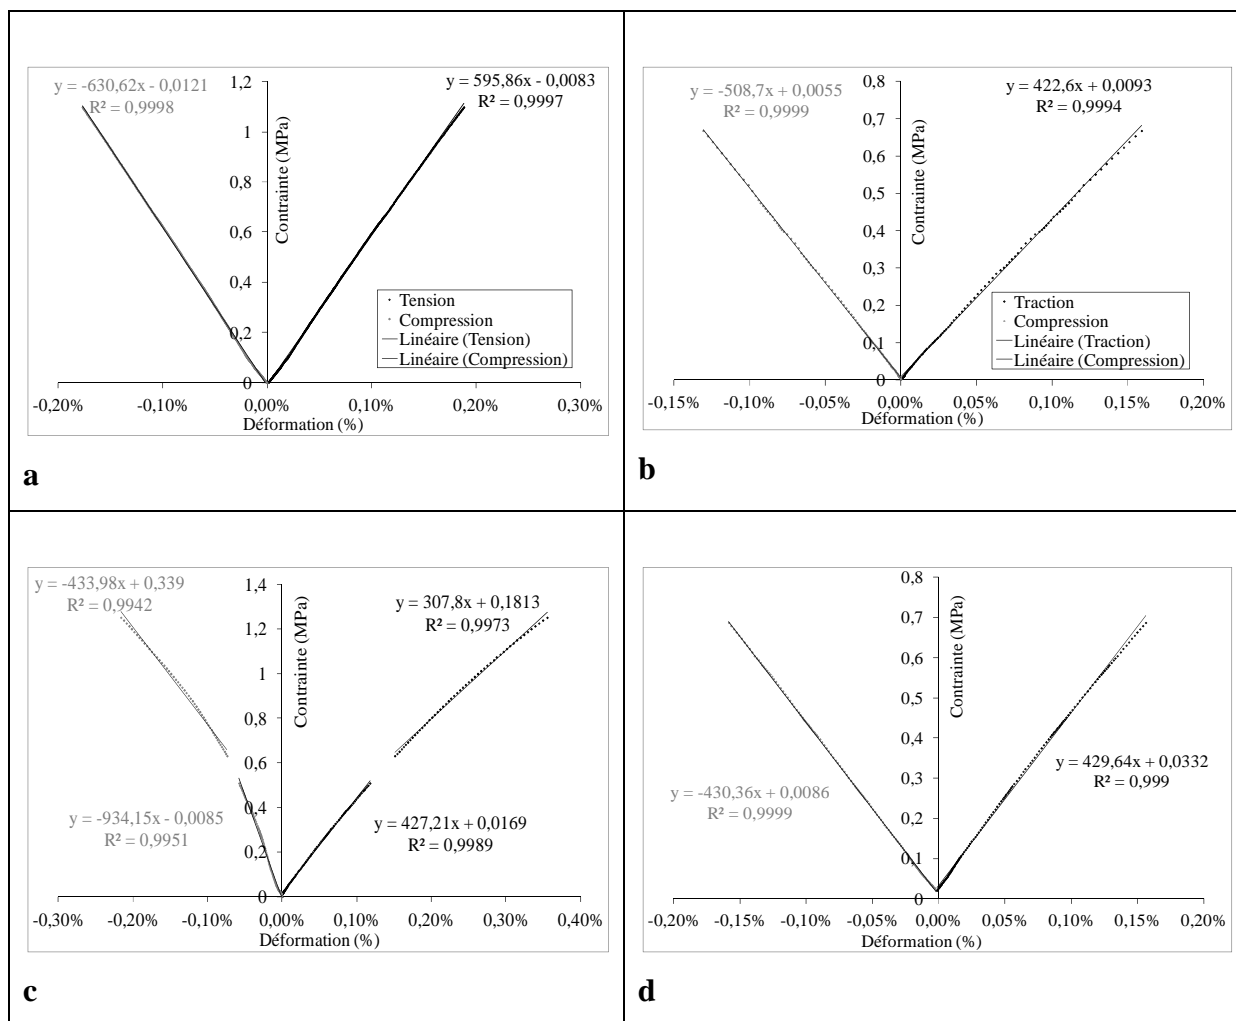 y = -630,62x - 0,0121
R² = 0,9998
y = 595,86x - 0,0083
R² = 0,9997
1,2
1
0,8
0,6
0,4
0,2
0
Contrainte (MPa)
Tension
Compression
Linéaire (Tension)
Linéaire (Compression)
-0,20% -0,10% 0,00% 0,10% 0,20% 0,30%
Déformation (%)
a
y = -508,7x + 0,0055
R² = 0,9999
y = 422,6x + 0,0093
R² = 0,9994
0,8
0,7
0,6
0,5
0,4
0,3
0,2
0,1
0
Contrainte (MPa)
Traction
Compression
Linéaire (Traction)
Linéaire (Compression)
-0,15% -0,10% -0,05% 0,00% 0,05% 0,10% 0,15% 0,20%
Déformation (%)
b
y = -433,98x + 0,339
R² = 0,9942
y = 307,8x + 0,1813
R² = 0,9973
1,4
1,2
1
0,8
0,6
0,4
0,2
0
Contrainte (MPa)
y = -934,15x - 0,0085
R² = 0,9951
y = 427,21x + 0,0169
R² = 0,9989
-0,30% -0,20% -0,10% 0,00% 0,10% 0,20% 0,30% 0,40%
Déformation (%)
c
0,8
0,7
0,6
0,5
0,4
0,3
0,2
0,1
0
Contrainte (MPa)
y = 429,64x + 0,0332
R² = 0,999
y = -430,36x + 0,0086
R² = 0,9999
-0,20% -0,15% -0,10% -0,05% 0,00% 0,05% 0,10% 0,15% 0,20%
Déformation (%)
d